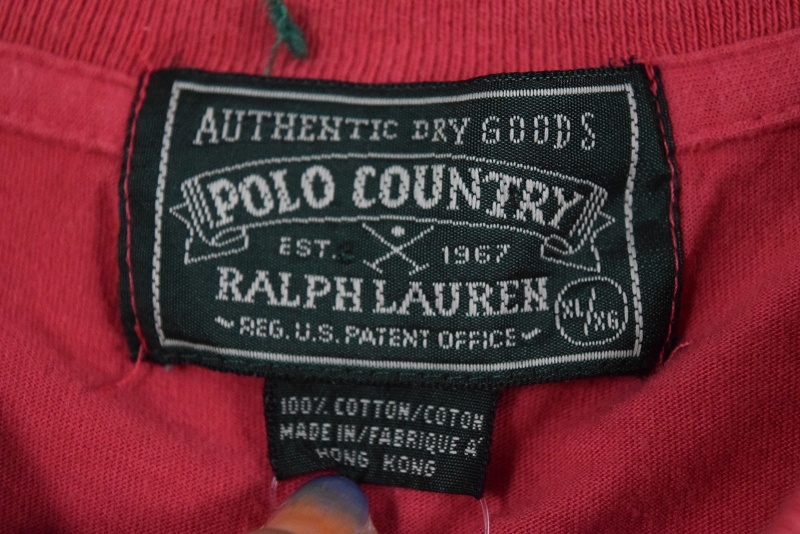 AUTHENTIC DRY GOODS
POLO COUNTRY
EST. 1967
RALPH LAUREN
XL/XG
REG. U.S. PATENT OFFICE
100% COTTON/COTON
MADE IN/FABRIQUE A'
HONG KONG